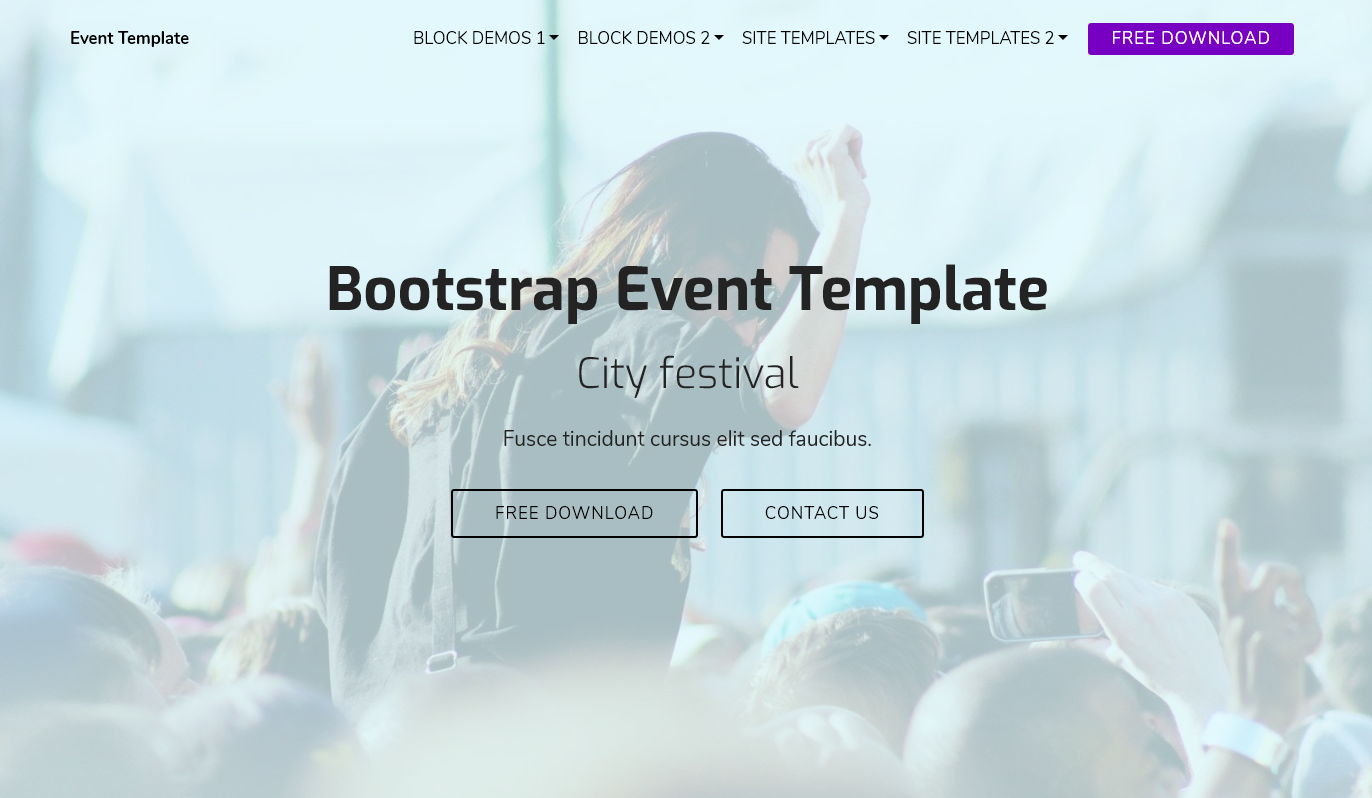 Event Template
BLOCK DEMOS 1
BLOCK DEMOS 2
SITE TEMPLATES
SITE TEMPLATES 2
FREE DOWNLOAD
Bootstrap Event Template
City festival
Fusce tincidunt cursus elit sed faucibus.
FREE DOWNLOAD
CONTACT US